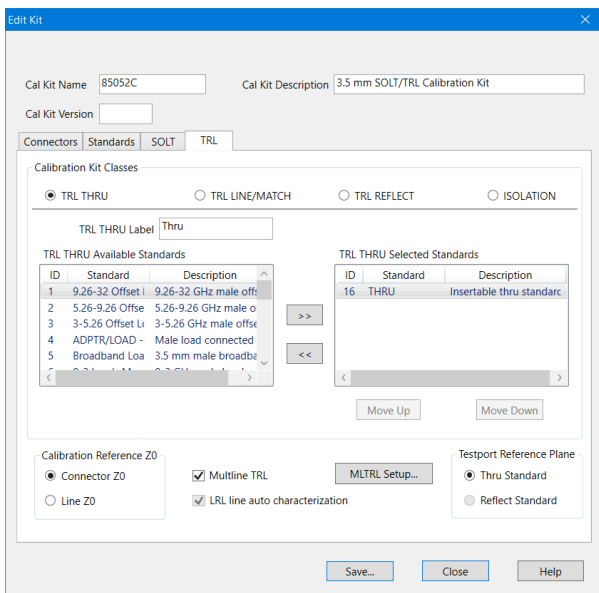 Edit Kit
Cal Kit Name 85052C Cal Kit Description 3.5 mm SOLT/TRL Calibration Kit
Cal Kit Version
Connectors Standards SOLT TRL
Calibration Kit Classes
TRL THRU TRL LINE/MATCH TRL REFLECT ISOLATION
TRL THRU Label Thru
TRL THRU Available Standards TRL THRU Selected Standards
ID Standard Description ID Standard Description
1 9.26-32 Offset 9.26-32 GHz male offs 16 THRU Insertable thru standarc
2 5.26-9.26 Offse 5.26-9.26 GHz male o
3 3-5.26 Offset Lo 3-5.26 GHz male offse
>>
4 ADPTR/LOAD - Male load connected
5 Broadband Loa 3.5 mm male broadba
<<
Move Up Move Down
Calibration Reference Z0 Testport Reference Plane
Connector Z0 Multline TRL MLTRL Setup... Thru Standard
Line Z0 LRL line auto characterization Reflect Standard
Save... Close Help